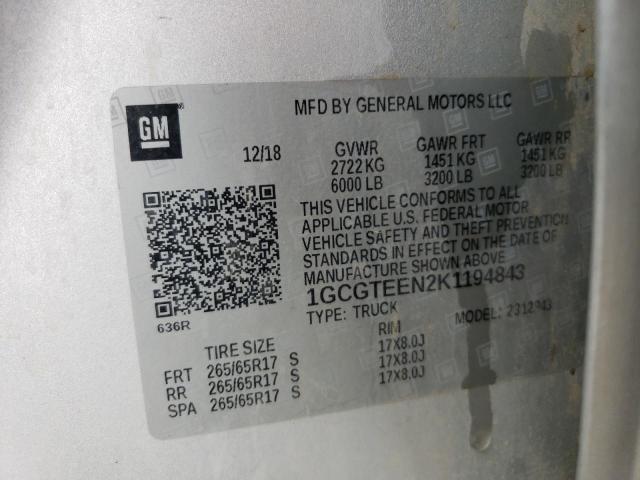 GM
MFD BY GENERAL MOTORS LLC
12/18 GVWR GAWR FRT GAWR RR
2722 KG 1451 KG 1451 KG
6000 LB 3200 LB 3200 LB
THIS VEHICLE CONFORMS TO ALL
APPLICABLE U.S. FEDERAL MOTOR
VEHICLE SAFETY AND THEFT PREVENTION
STANDARDS IN EFFECT ON THE DATE OF
MANUFACTURE SHOWN ABOVE
1GCGTEEN2K1194843
TYPE: TRUCK MODEL: 2312943
636R
TIRE SIZE RIM
FRT 265/65R17 S 17X8.0J
RR 265/65R17 S 17X8.0J
SPA 265/65R17 S 17X8.0J